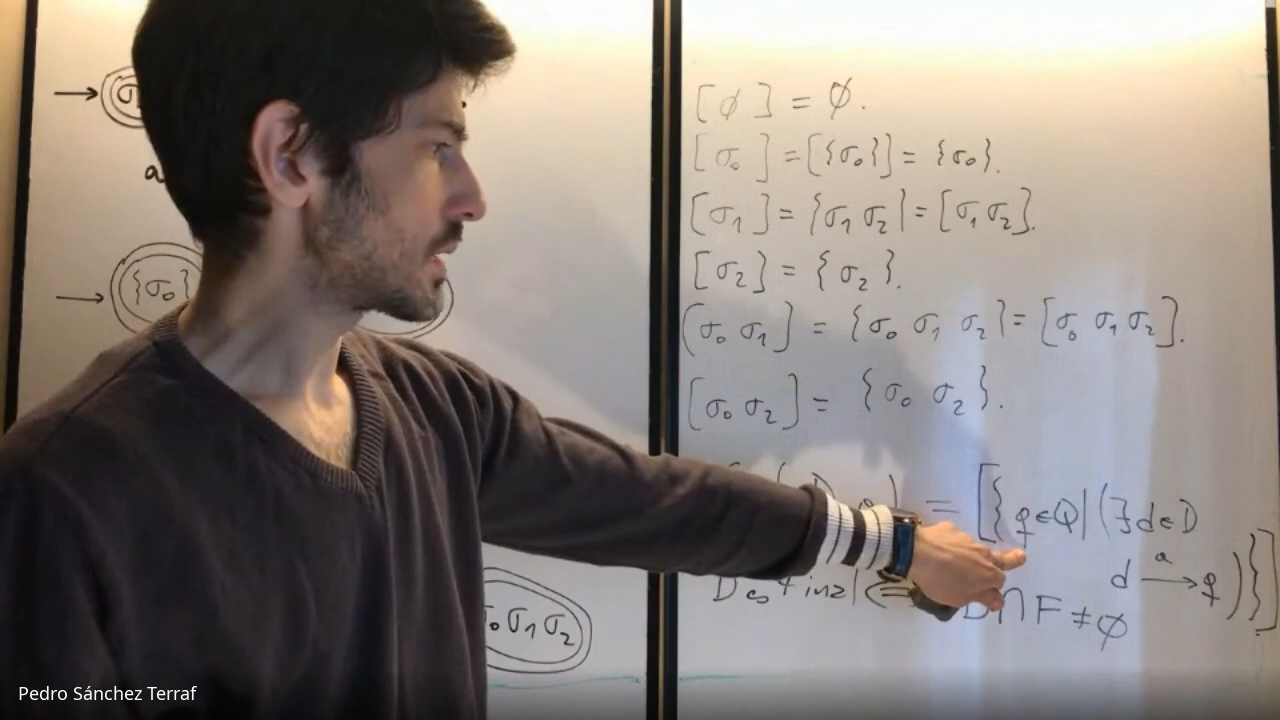 [∅] = ∅.
[σ₀] = [{σ₀}] = {σ₀}.
[σ₁] = {σ₁ σ₂} = [σ₁ σ₂].
[σ₂] = {σ₂}.
[σ₀ σ₁] = {σ₀ σ₁ σ₂} = [σ₀ σ₁ σ₂].
[σ₀ σ₂] = {σ₀ σ₂}.
= [{q∈Q | (∃d∈D
d —a→ q)}]
D es final ⟺ D∩F ≠ ∅
a
{σ₀}
σ₀ σ₁ σ₂
Pedro Sánchez Terraf